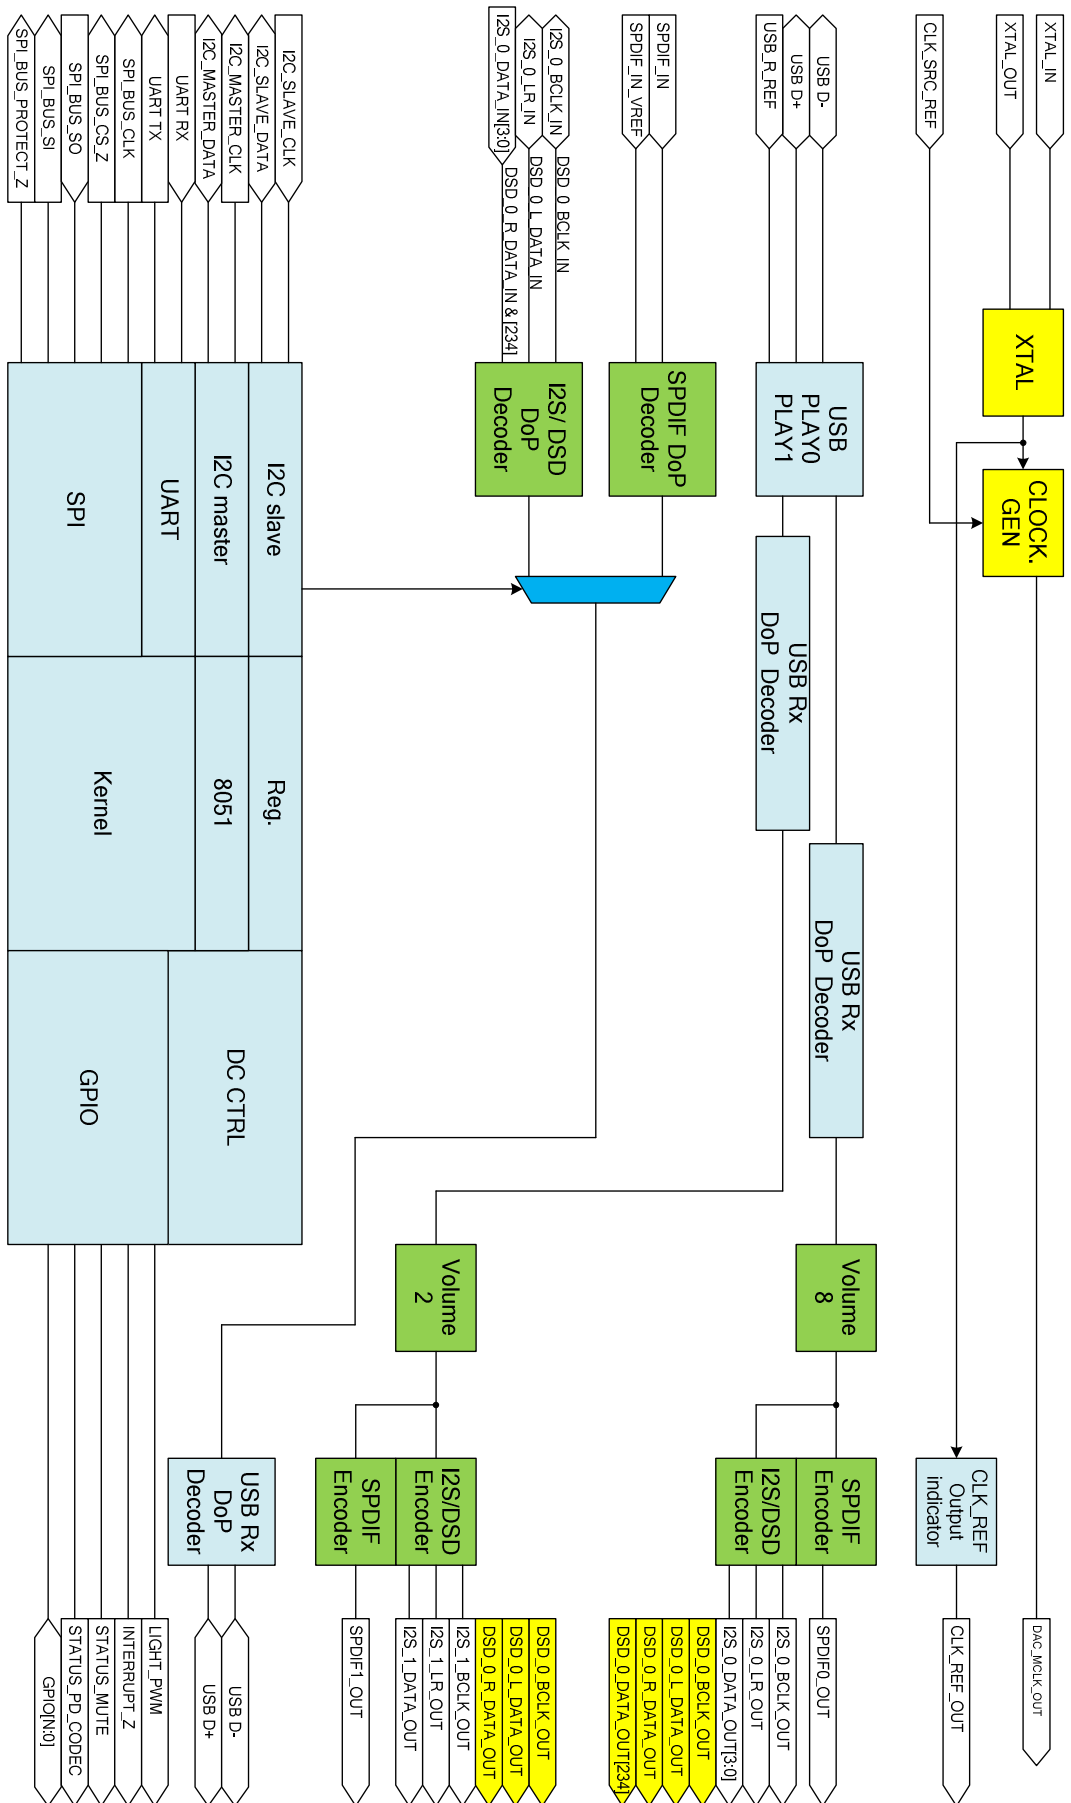 XTAL_IN
XTAL_OUT
CLK_SRC_REF
USB D-
USB D+
USB_R_REF
SPDIF_IN
SPDIF_IN_VREF
I2S_0_BCLK_IN
DSD_0_BCLK_IN
I2S_0_LR_IN
DSD_0_L_DATA_IN
I2S_0_DATA_IN[3:0]
DSD_0_R_DATA_IN & [234]
I2C_SLAVE_CLK
I2C_SLAVE_DATA
I2C_MASTER_CLK
I2C_MASTER_DATA
UART RX
UART TX
SPI_BUS_CLK
SPI_BUS_CS_Z
SPI_BUS_SO
SPI_BUS_SI
SPI_BUS_PROTECT_Z
XTAL
CLOCK.
GEN
USB
PLAY0
PLAY1
SPDIF DoP
Decoder
I2S/ DSD
DoP
Decoder
I2C slave
I2C master
UART
SPI
USB Rx
DoP Decoder
USB Rx
DoP Decoder
Reg.
8051
Kernel
DC CTRL
GPIO
Volume
8
Volume
2
CLK_REF
Output
indicator
SPDIF
Encoder
I2S/DSD
Encoder
I2S/DSD
Encoder
SPDIF
Encoder
USB Rx
DoP
Decoder
DAC_MCLK_OUT
CLK_REF_OUT
SPDIF0_OUT
I2S_0_BCLK_OUT
I2S_0_LR_OUT
I2S_0_DATA_OUT[3:0]
DSD_0_BCLK_OUT
DSD_0_L_DATA_OUT
DSD_0_R_DATA_OUT
DSD_0_DATA_OUT[234]
DSD_0_BCLK_OUT
DSD_0_L_DATA_OUT
DSD_0_R_DATA_OUT
I2S_1_BCLK_OUT
I2S_1_LR_OUT
I2S_1_DATA_OUT
SPDIF1_OUT
USB D-
USB D+
LIGHT_PWM
INTERRUPT_Z
STATUS_MUTE
STATUS_PD_CODEC
GPIO[N:0]